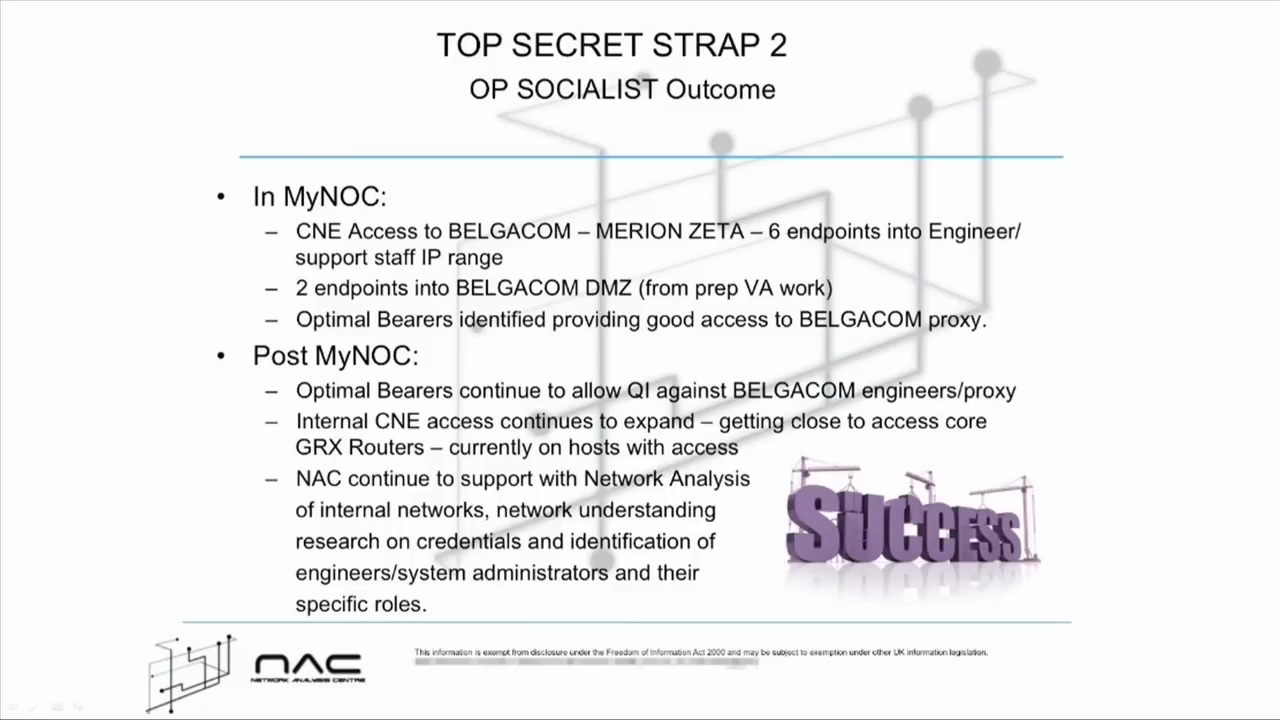 TOP SECRET STRAP 2
OP SOCIALIST Outcome
• In MyNOC:
– CNE Access to BELGACOM – MERION ZETA – 6 endpoints into Engineer/
support staff IP range
– 2 endpoints into BELGACOM DMZ (from prep VA work)
– Optimal Bearers identified providing good access to BELGACOM proxy.
• Post MyNOC:
– Optimal Bearers continue to allow QI against BELGACOM engineers/proxy
– Internal CNE access continues to expand – getting close to access core
GRX Routers – currently on hosts with access
– NAC continue to support with Network Analysis
of internal networks, network understanding
research on credentials and identification of
engineers/system administrators and their
specific roles.
SUCCESS
NAC
NETWORK ANALYSIS CENTRE
This information is exempt from disclosure under the Freedom of Information Act 2000 and may be subject to exemption under other UK information legislation.